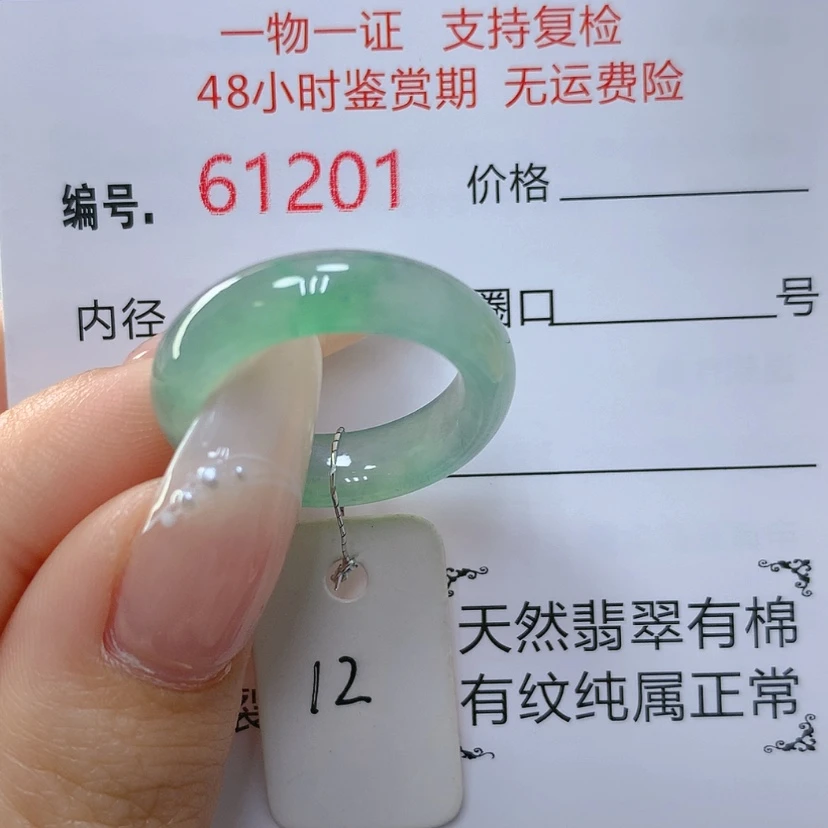 一物一证 支持复检
48小时鉴赏期 无运费险
编号. 61201 价格
内径 圈口 号
天然翡翠有棉
有纹纯属正常
裂
12